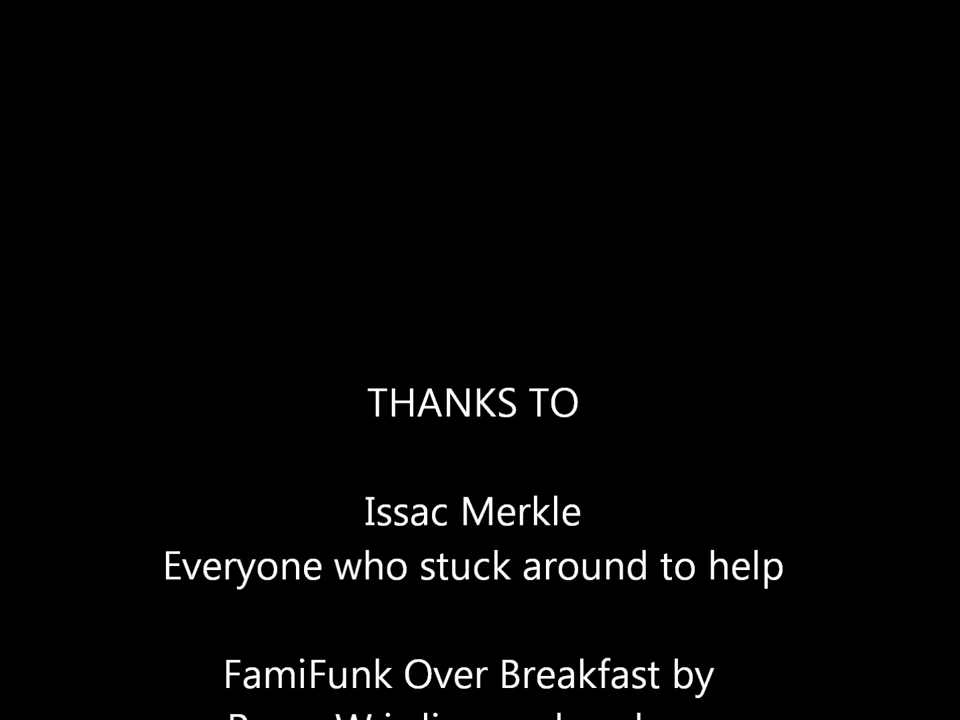 THANKS TO
Issac Merkle
Everyone who stuck around to help
FamiFunk Over Breakfast by